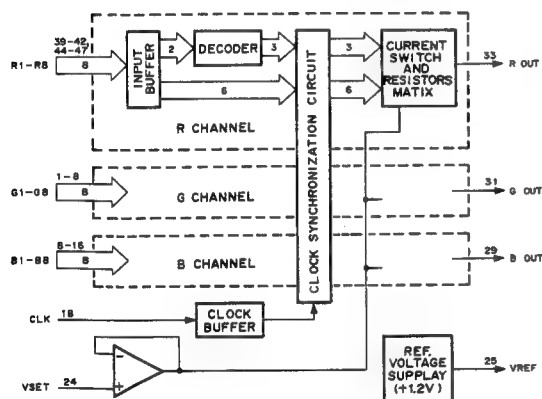 39-42
44-47
R1-R8
8
INPUT
BUFFER
2
DECODER
3
6
CLOCK SYNCHRONIZATION CIRCUIT
3
6
CURRENT
SWITCH
AND
RESISTORS
MATIX
33
R OUT
R CHANNEL
1-8
G1-G8
8
G CHANNEL
31
G OUT
8-16
B1-B8
8
B CHANNEL
29
B OUT
CLK
18
CLOCK
BUFFER
-
+
VSET
24
REF.
VOLTAGE
SUPPLAY
(+1.2V)
25
VREF